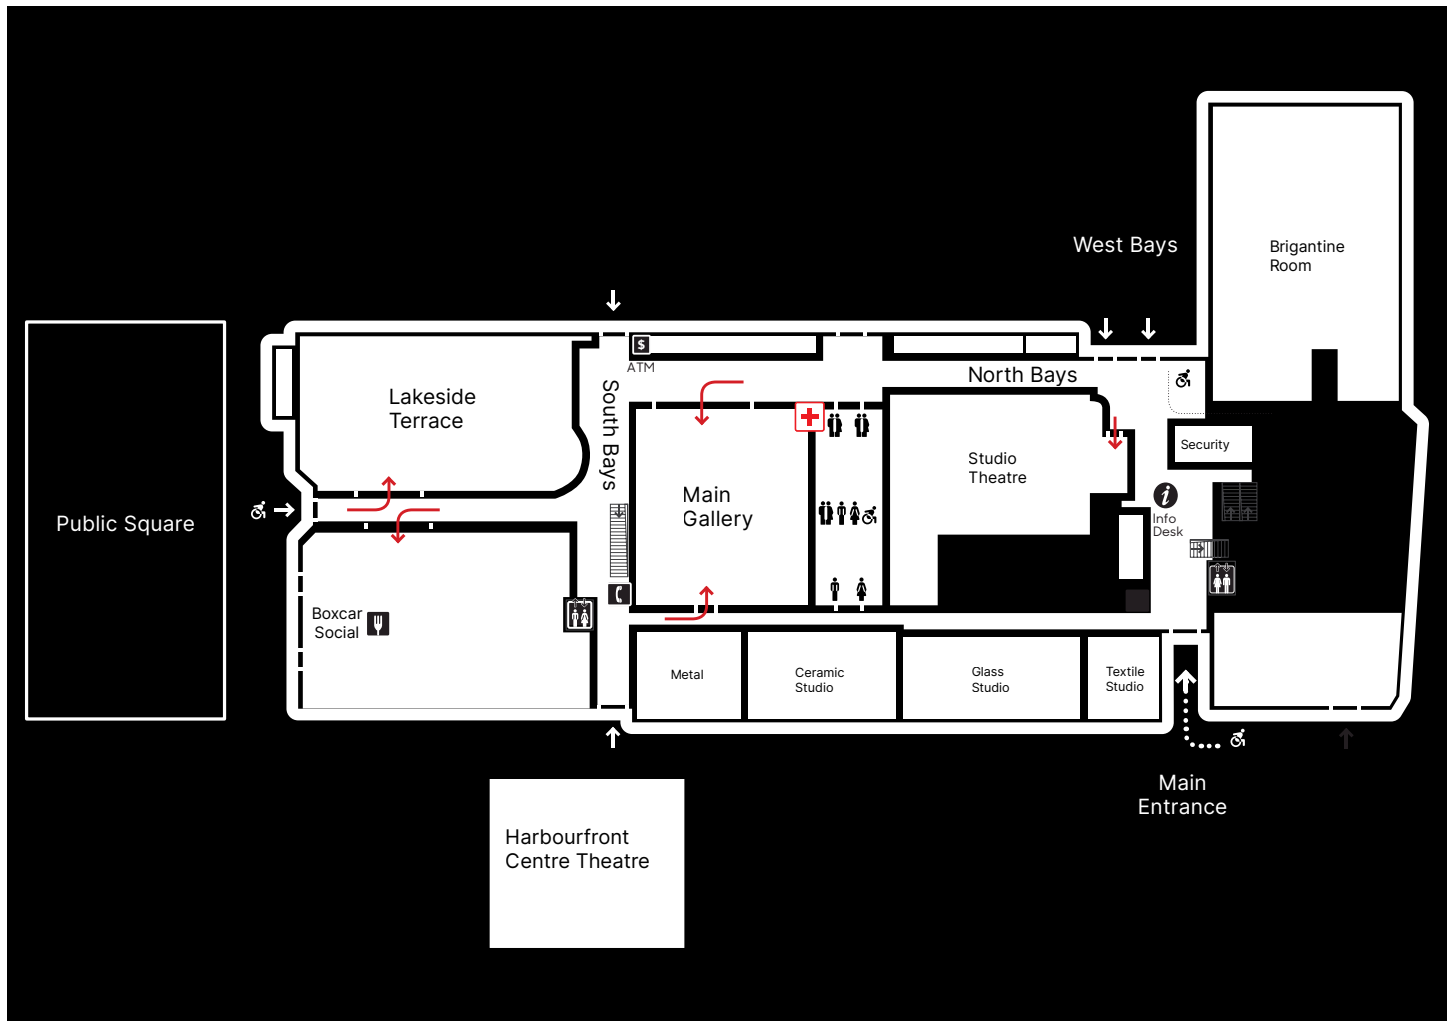 West Bays
Brigantine
Room
$
ATM
North Bays
Lakeside
Terrace
South Bays
Security
Studio
Theatre
Main
Gallery
i
Info
Desk
Public Square
Boxcar
Social
Metal
Ceramic
Studio
Glass
Studio
Textile
Studio
Main
Entrance
Harbourfront
Centre Theatre